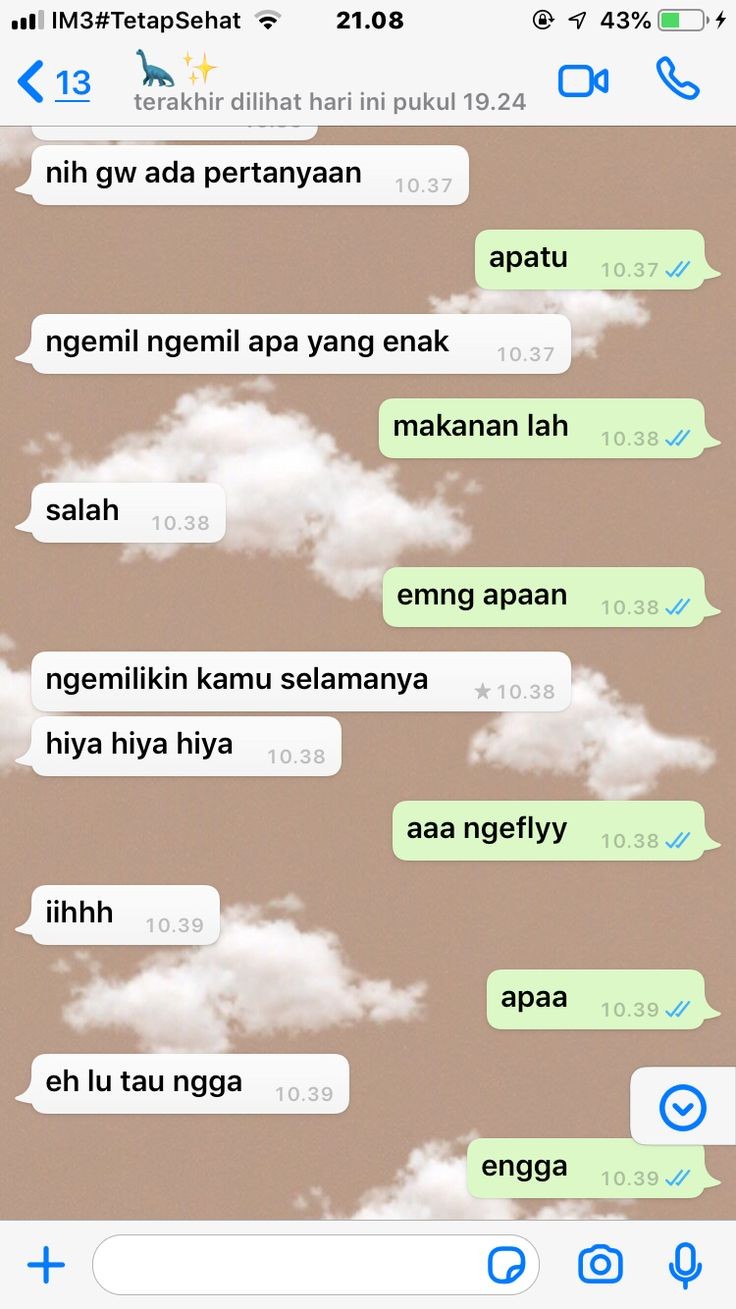 IM3#TetapSehat 21.08 43%
13
terakhir dilihat hari ini pukul 19.24
nih gw ada pertanyaan 10.37
apatu 10.37
ngemil ngemil apa yang enak 10.37
makanan lah 10.38
salah 10.38
emng apaan 10.38
ngemilikin kamu selamanya ★ 10.38
hiya hiya hiya 10.38
aaa ngeflyy 10.38
iihhh 10.39
apaa 10.39
eh lu tau ngga 10.39
engga 10.39